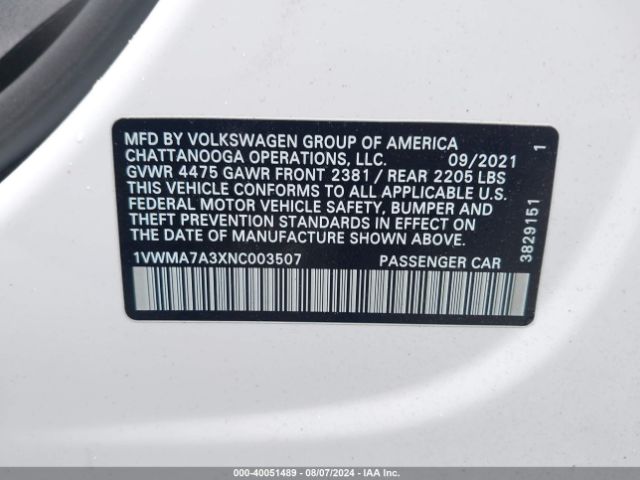 MFD BY VOLKSWAGEN GROUP OF AMERICA
CHATTANOOGA OPERATIONS, LLC. 09/2021 1
GVWR 4475 GAWR FRONT 2381 / REAR 2205 LBS
THIS VEHICLE CONFORMS TO ALL APPLICABLE U.S.
FEDERAL MOTOR VEHICLE SAFETY, BUMPER AND
THEFT PREVENTION STANDARDS IN EFFECT ON
THE DATE OF MANUFACTURE SHOWN ABOVE.
1VWMA7A3XNC003507 PASSENGER CAR
3829151
000-40051489 - 08/07/2024 - IAAI.COM